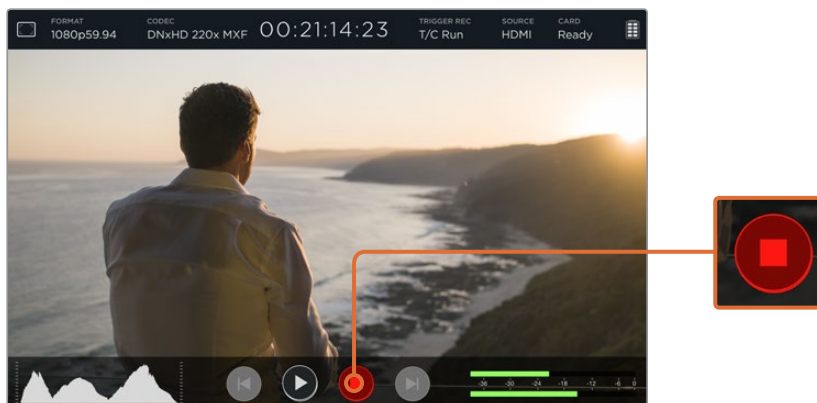 FORMAT
1080p59.94
CODEC
DNxHD 220x MXF
00:21:14:23
TRIGGER REC
T/C Run
SOURCE
HDMI
CARD
Ready
-36 -30 -24 -18 -12 -6 0